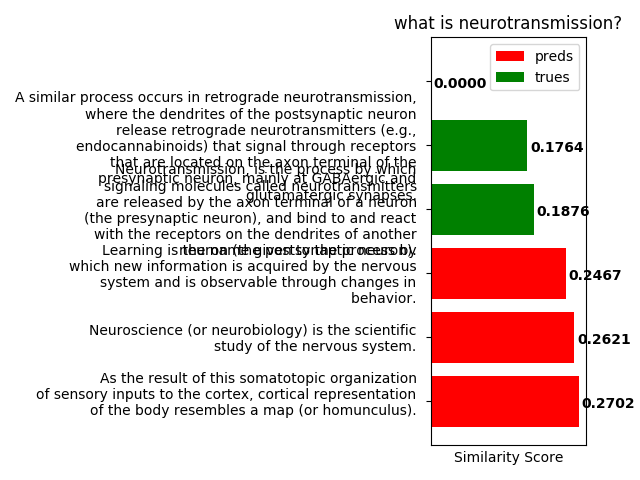 what is neurotransmission?
preds
trues
0.0000
A similar process occurs in retrograde neurotransmission,
where the dendrites of the postsynaptic neuron
release retrograde neurotransmitters (e.g.,
endocannabinoids) that signal through receptors
that are located on the axon terminal of the
presynaptic neuron, mainly at GABAergic and
glutamatergic synapses.
0.1764
Neurotransmission, is the process by which
signaling molecules called neurotransmitters
are released by the axon terminal of a neuron
(the presynaptic neuron), and bind to and react
with the receptors on the dendrites of another
neuron (the postsynaptic neuron).
0.1876
Learning is the name given to the process by
which new information is acquired by the nervous
system and is observable through changes in
behavior.
0.2467
Neuroscience (or neurobiology) is the scientific
study of the nervous system.
0.2621
As the result of this somatotopic organization
of sensory inputs to the cortex, cortical representation
of the body resembles a map (or homunculus).
0.2702
Similarity Score